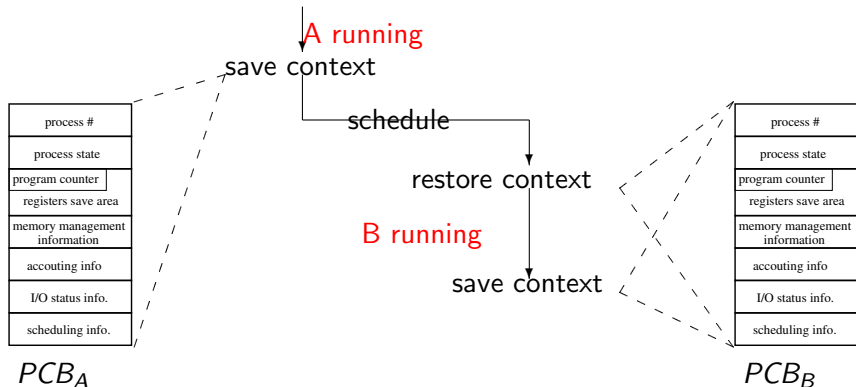 A running
save context
schedule
restore context
B running
save context
process #
process state
program counter
registers save area
memory management
information
accouting info
I/O status info.
scheduling info.
PCB_A
process #
process state
program counter
registers save area
memory management
information
accouting info
I/O status info.
scheduling info.
PCB_B